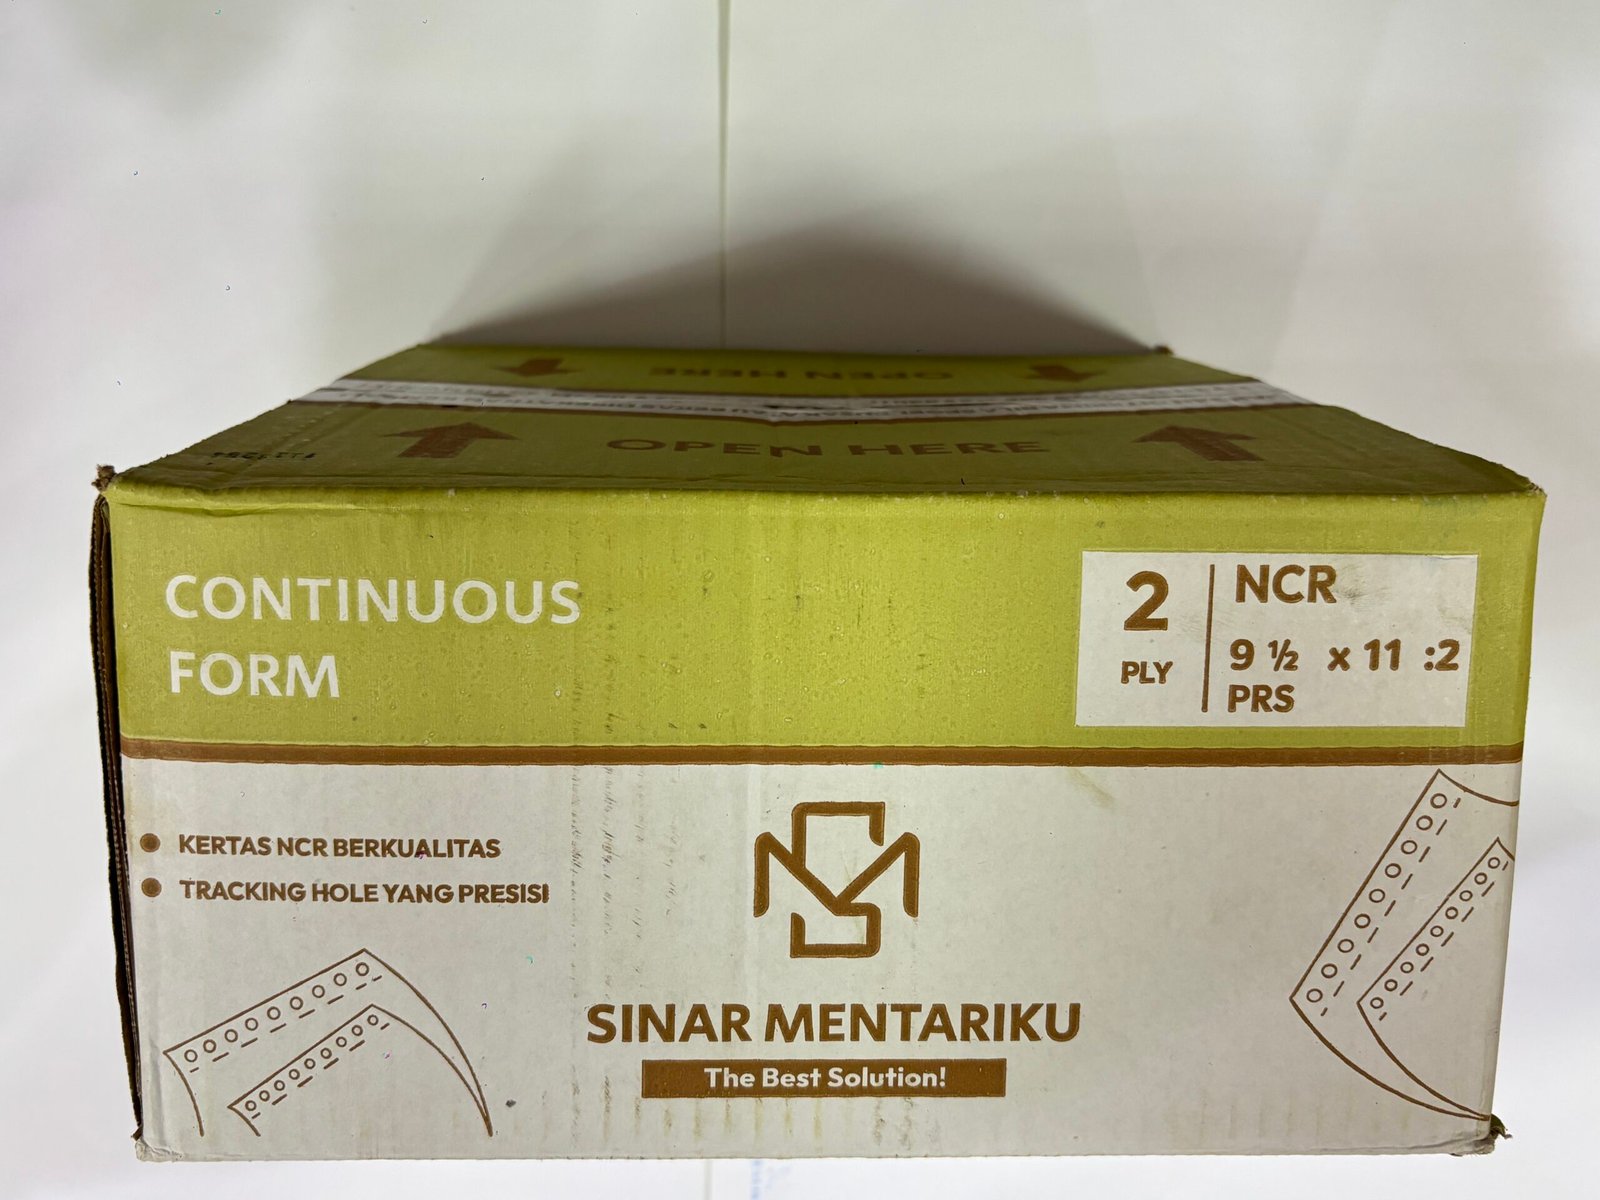 OPEN HERE
OPEN HERE
CONTINUOUS
FORM
2
PLY
NCR
9 ½ x 11 :2
PRS
KERTAS NCR BERKUALITAS
TRACKING HOLE YANG PRESISI
SINAR MENTARIKU
The Best Solution!